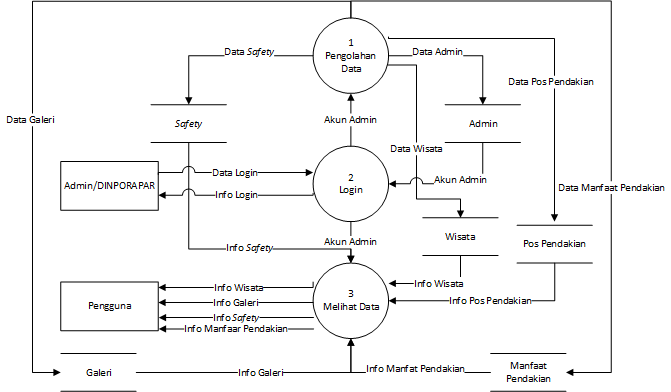 1
Pengolahan
Data
Data Safety
Data Admin
Data Pos Pendakian
Data Galeri
Akun Admin
Safety
Admin
Data Wisata
Data Login
Admin/DINPORAPAR
Info Login
2
Login
Akun Admin
Data Manfaat Pendakian
Akun Admin
Info Safety
Wisata
Pos Pendakian
Info Wisata
Info Galeri
Info Safety
Info Manfaar Pendakian
Pengguna
3
Melihat Data
Info Wisata
Info Pos Pendakian
Galeri
Info Galeri
Info Manfat Pendakian
Manfaat
Pendakian